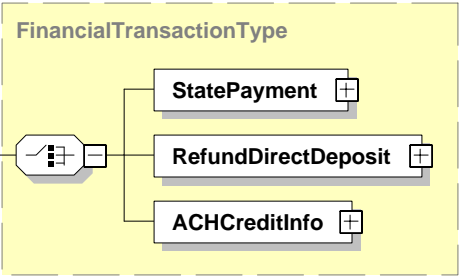 FinancialTransactionType
StatePayment
RefundDirectDeposit
ACHCreditInfo